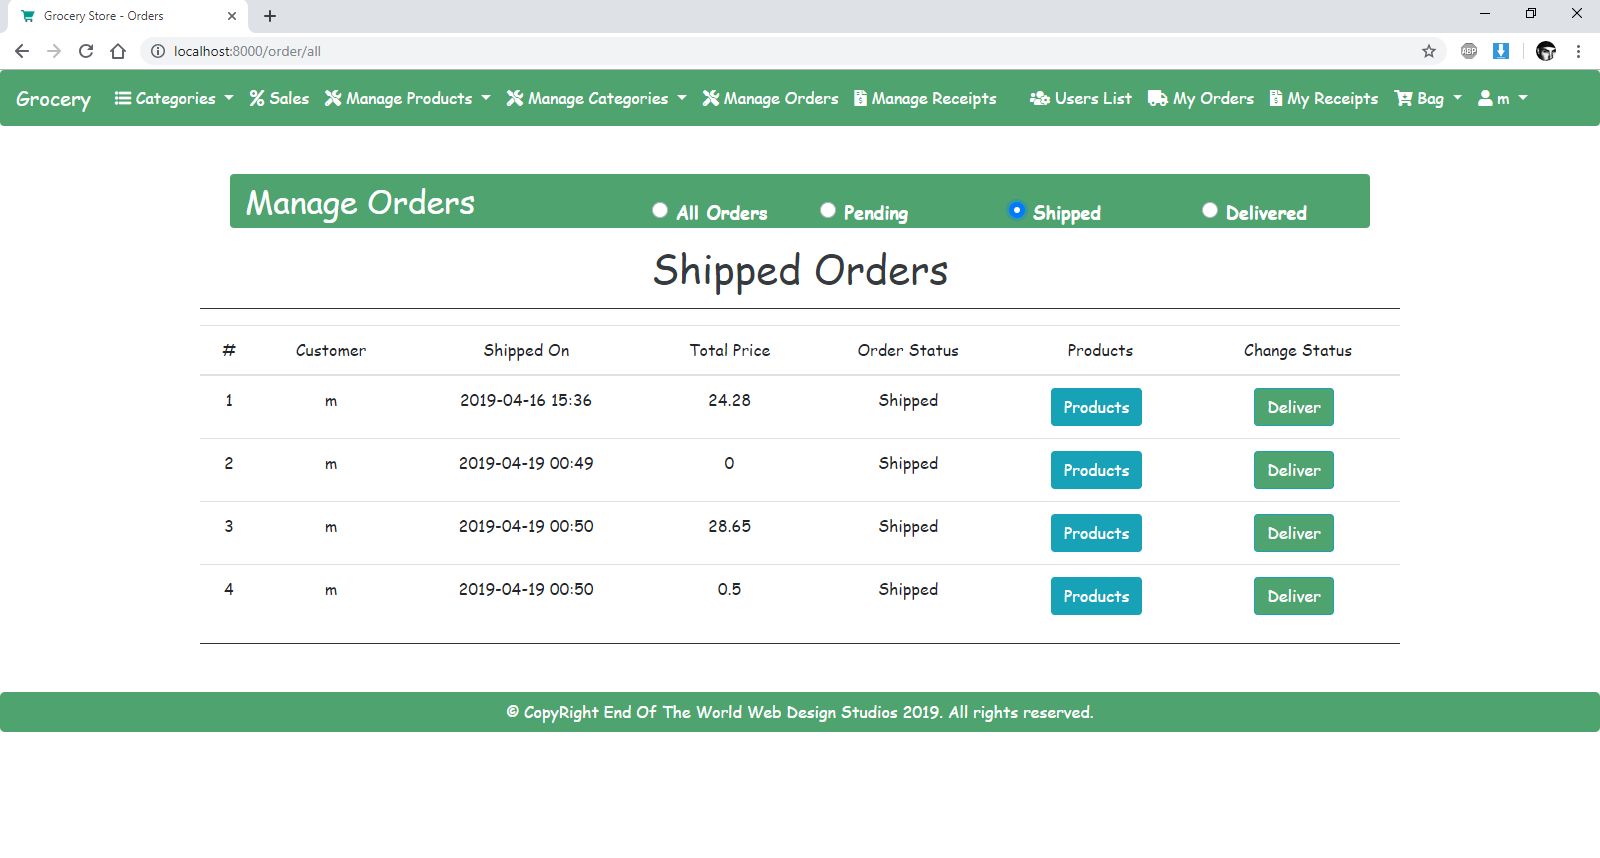 Grocery Store - Orders
localhost:8000/order/all
ABP
Grocery Categories Sales Manage Products Manage Categories Manage Orders Manage Receipts Users List My Orders My Receipts Bag m
Manage Orders All Orders Pending Shipped Delivered
Shipped Orders
# Customer Shipped On Total Price Order Status Products Change Status
1 m 2019-04-16 15:36 24.28 Shipped Products Deliver
2 m 2019-04-19 00:49 0 Shipped Products Deliver
3 m 2019-04-19 00:50 28.65 Shipped Products Deliver
4 m 2019-04-19 00:50 0.5 Shipped Products Deliver
© CopyRight End Of The World Web Design Studios 2019. All rights reserved.